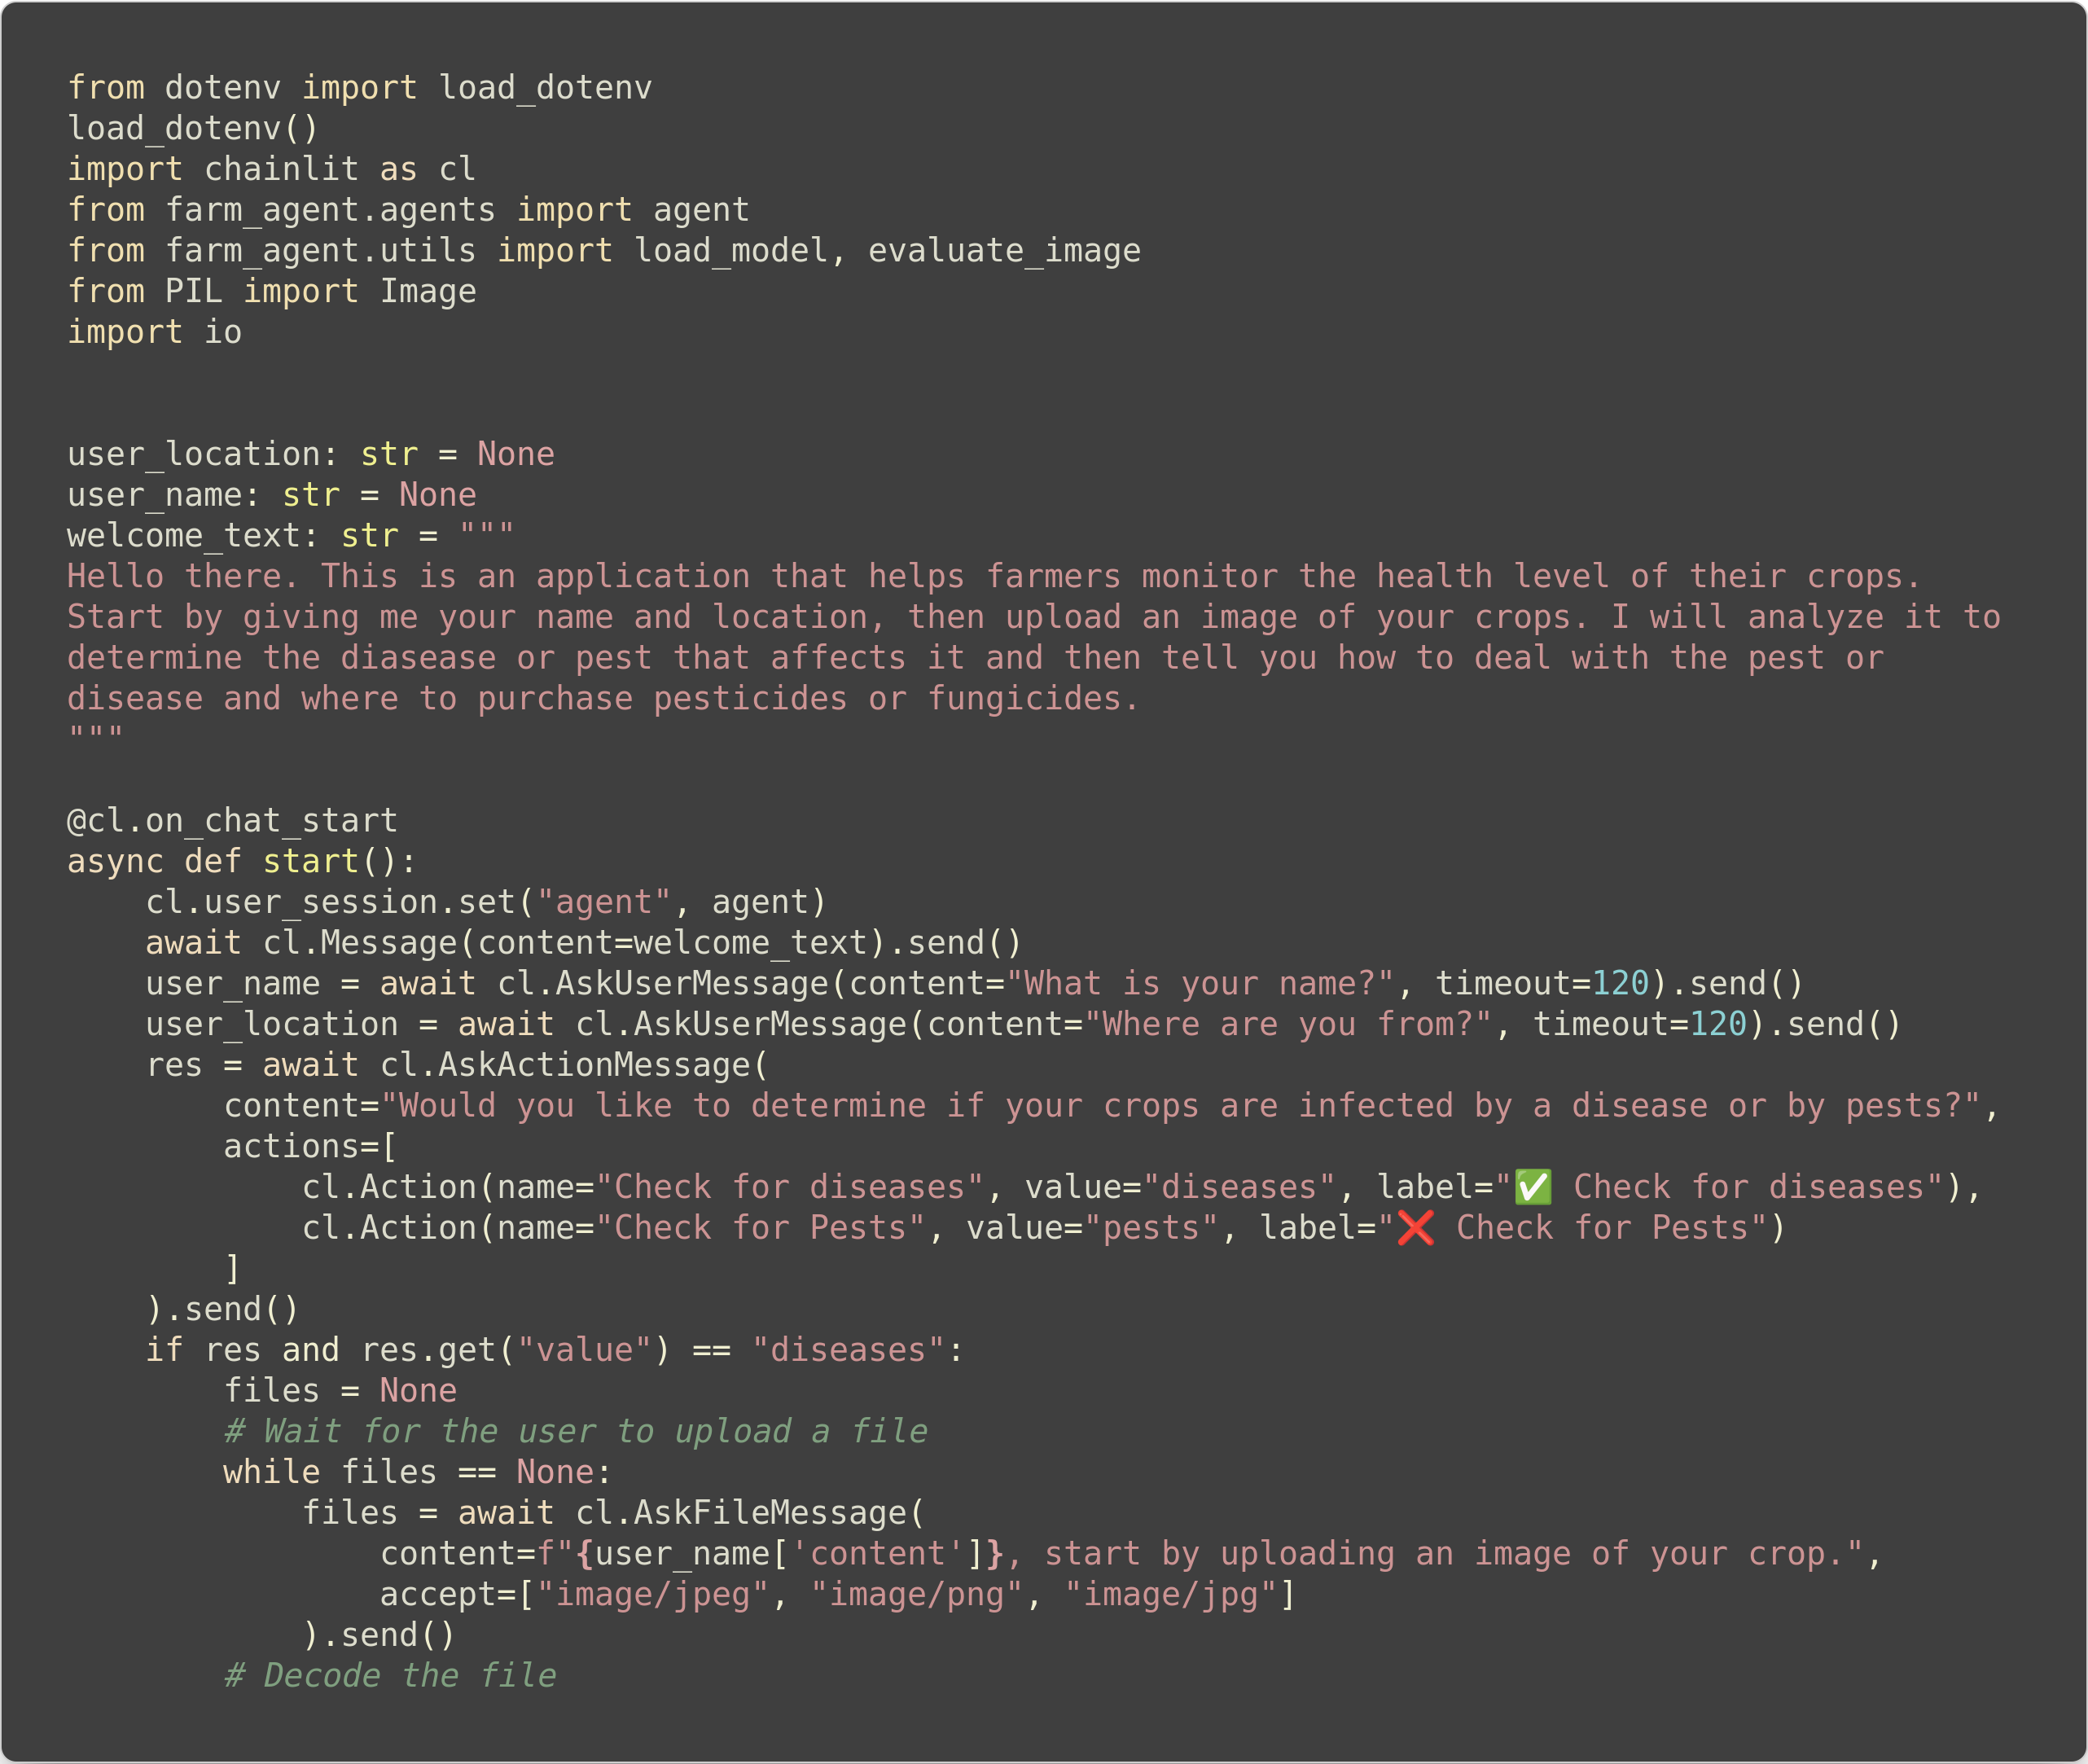 from dotenv import load_dotenv
load_dotenv()
import chainlit as cl
from farm_agent.agents import agent
from farm_agent.utils import load_model, evaluate_image
from PIL import Image
import io
user_location: str = None
user_name: str = None
welcome_text: str = """
Hello there. This is an application that helps farmers monitor the health level of their crops.
Start by giving me your name and location, then upload an image of your crops. I will analyze it to
determine the diasease or pest that affects it and then tell you how to deal with the pest or
disease and where to purchase pesticides or fungicides.
"""
@cl.on_chat_start
async def start():
    cl.user_session.set("agent", agent)
    await cl.Message(content=welcome_text).send()
    user_name = await cl.AskUserMessage(content="What is your name?", timeout=120).send()
    user_location = await cl.AskUserMessage(content="Where are you from?", timeout=120).send()
    res = await cl.AskActionMessage(
        content="Would you like to determine if your crops are infected by a disease or by pests?",
        actions=[
            cl.Action(name="Check for diseases", value="diseases", label="✅ Check for diseases"),
            cl.Action(name="Check for Pests", value="pests", label="❌ Check for Pests")
        ]
    ).send()
    if res and res.get("value") == "diseases":
        files = None
        # Wait for the user to upload a file
        while files == None:
            files = await cl.AskFileMessage(
                content=f"{user_name['content']}, start by uploading an image of your crop.",
                accept=["image/jpeg", "image/png", "image/jpg"]
            ).send()
        # Decode the file